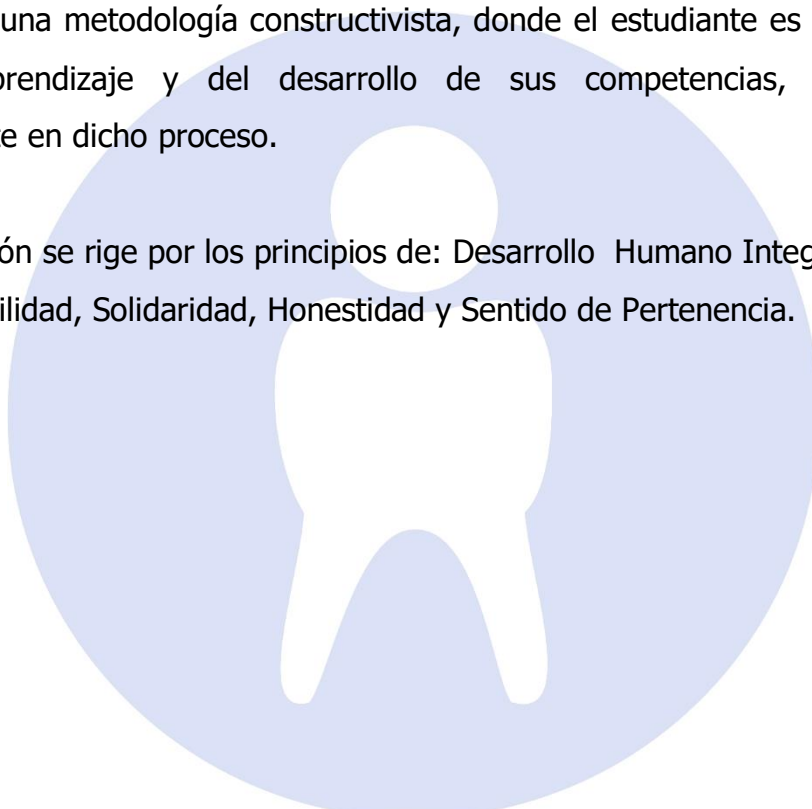 una metodología constructivista, donde el estudiante es
prendizaje y del desarrollo de sus competencias,
e en dicho proceso.
ón se rige por los principios de: Desarrollo Humano Integ
ilidad, Solidaridad, Honestidad y Sentido de Pertenencia.